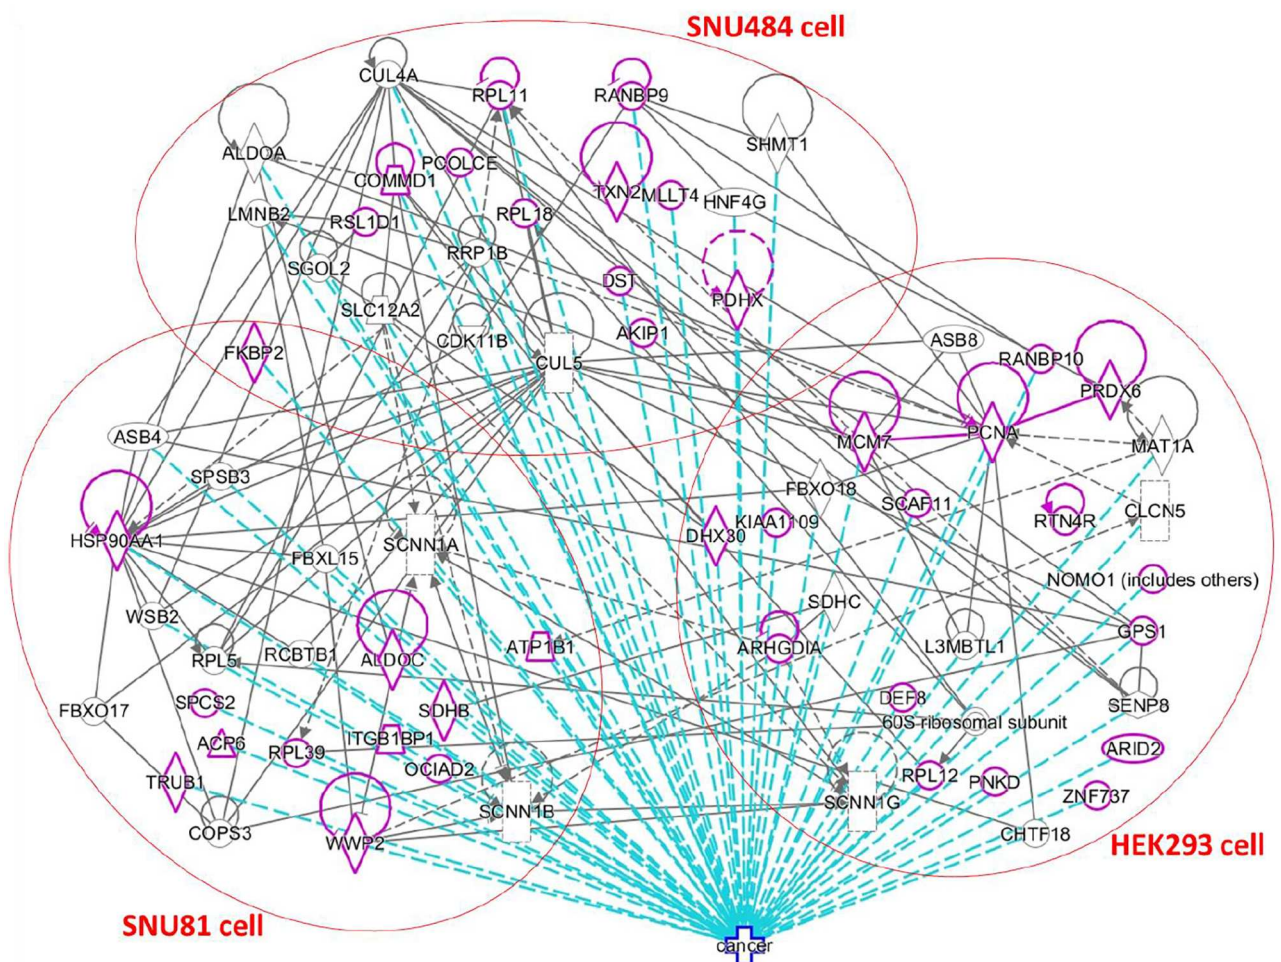 SNU484 cell
CUL4A
RPL11
RANBP9
SHMT1
ALDOA
PCOLCE
COMMD1
TXN2
MLLT4
HNF4G
LMNB2
RSL1D1
RPL18
RRP1B
SGOL2
DST
PDHX
SLC12A2
CDK11B
AKIP1
ASB8
FKBP2
CUL5
RANBP10
PRDX6
ASB4
MCM7
PCNA
MAT1A
SPSB3
FBXO18
SCAF11
CLCN5
HSP90AA1
SCNN1A
DHX30
KIAA1109
RTN4R
FBXL15
NOMO1 (includes others)
WSB2
SDHC
GPS1
RPL5
RCBTB1
ALDOC
ATP1B1
ARHGDIA
L3MBTL1
FBXO17
SPCS2
SDHB
DEF8
SENP8
60S ribosomal subunit
ACP6
RPL39
ITGB1BP1
ARID2
TRUB1
OCIAD2
RPL12
PNKD
ZNF737
COPS3
WWP2
SCNN1B
SCNN1G
CHTF18
HEK293 cell
SNU81 cell
cancer